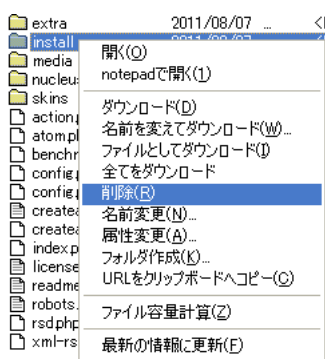 extra 2011/08/07 ...
install 2011/08/07 ...
media
nucleu
skins
action
atom.p
benchr
config
config
create
create
index.p
license
readme
robots.
rsd.php
xml-rs
開く(O)
notepadで開く(1)
ダウンロード(D)
名前を変えてダウンロード(W)...
ファイルとしてダウンロード(I)
全てをダウンロード
削除(R)
名前変更(N)...
属性変更(A)...
フォルダ作成(K)...
URLをクリップボードへコピー(C)
ファイル容量計算(Z)
最新の情報に更新(F)